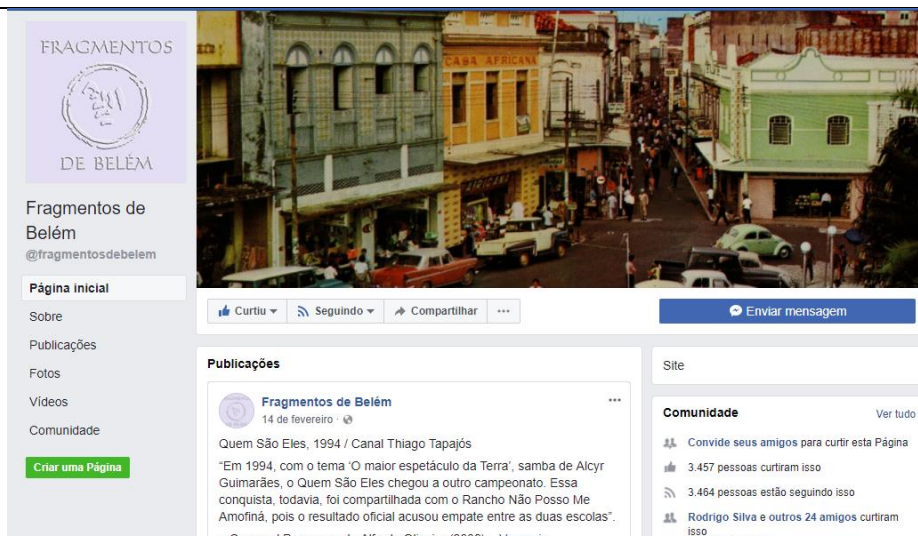 FRAGMENTOS
DE BELÉM
Fragmentos de
Belém
@fragmentosdebelem
Página inicial
Sobre
Publicações
Fotos
Vídeos
Comunidade
Criar uma Página
CASA AFRICANA
Curtiu
Seguindo
Compartilhar
Enviar mensagem
Publicações
Fragmentos de Belém
14 de fevereiro
Quem São Eles, 1994 / Canal Thiago Tapajós
“Em 1994, com o tema ‘O maior espetáculo da Terra’, samba de Alcyr
Guimarães, o Quem São Eles chegou a outro campeonato. Essa
conquista, todavia, foi compartilhada com o Rancho Não Posso Me
Amofiná, pois o resultado oficial acusou empate entre as duas escolas”.
Site
Comunidade
Ver tudo
Convide seus amigos para curtir esta Página
3.457 pessoas curtiram isso
3.464 pessoas estão seguindo isso
Rodrigo Silva e outros 24 amigos curtiram
isso